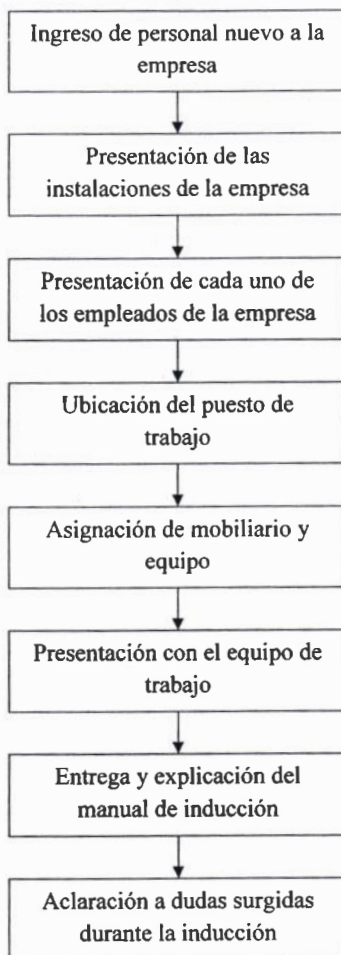 Ingreso de personal nuevo a la
empresa
Presentación de las
instalaciones de la empresa
Presentación de cada uno de
los empleados de la empresa
Ubicación del puesto de
trabajo
Asignación de mobiliario y
equipo
Presentación con el equipo de
trabajo
Entrega y explicación del
manual de inducción
Aclaración a dudas surgidas
durante la inducción